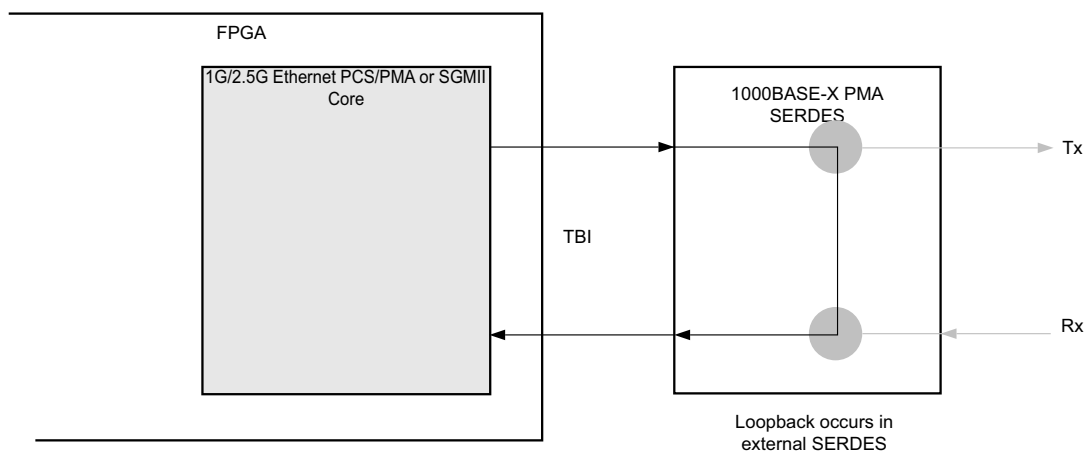 FPGA
1G/2.5G Ethernet PCS/PMA or SGMII
Core
1000BASE-X PMA
SERDES
Tx
TBI
Rx
Loopback occurs in
external SERDES